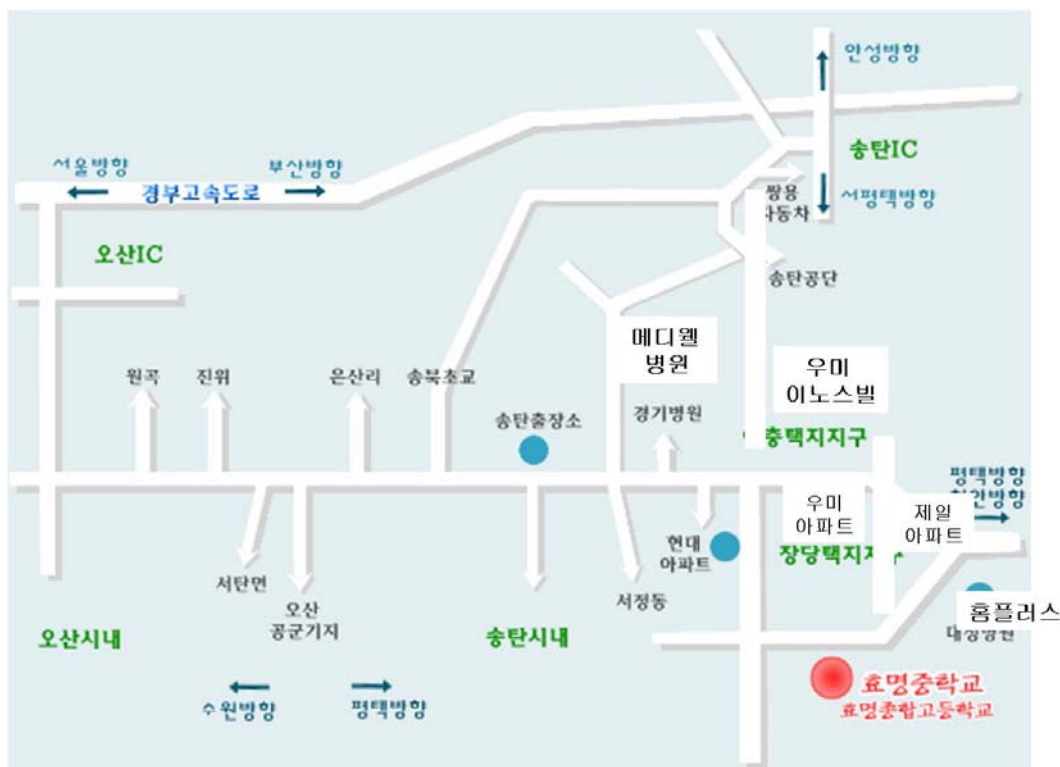 안성방향
송탄IC
서울방향
부산방향
경부고속도로
서평택방향
쌍용
자동차
오산IC
송탄공단
메디웰
병원
우미
이노스빌
원곡
진위
은산리
송북초교
송탄출장소
경기병원
충택지지구
평택방향
우미
아파트
제일
아파트
현대
아파트
장당택지지구
서탄면
오산
공군기지
서정동
홈플러스
오산시내
송탄시내
수원방향
평택방향
효명중학교
효명종합고등학교